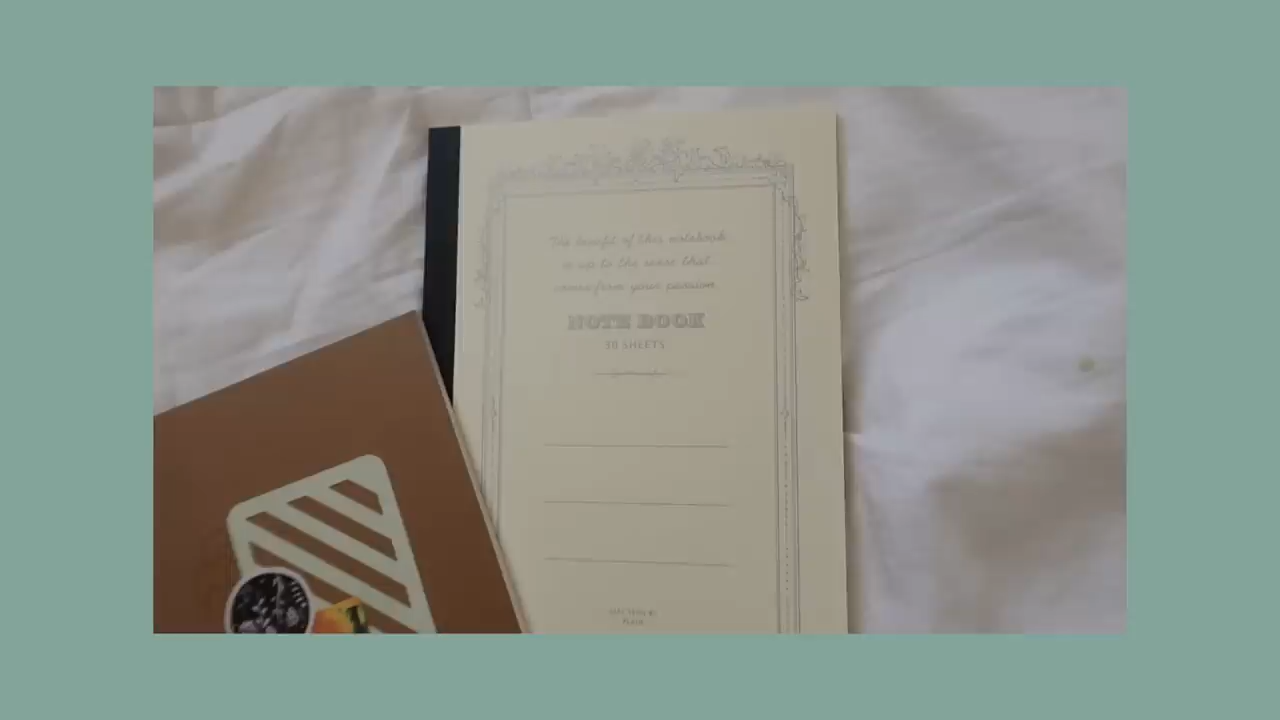 The benefit of this notebook
is up to the sense that
comes from your passion.
NOTE BOOK
30 SHEETS
PLAIN